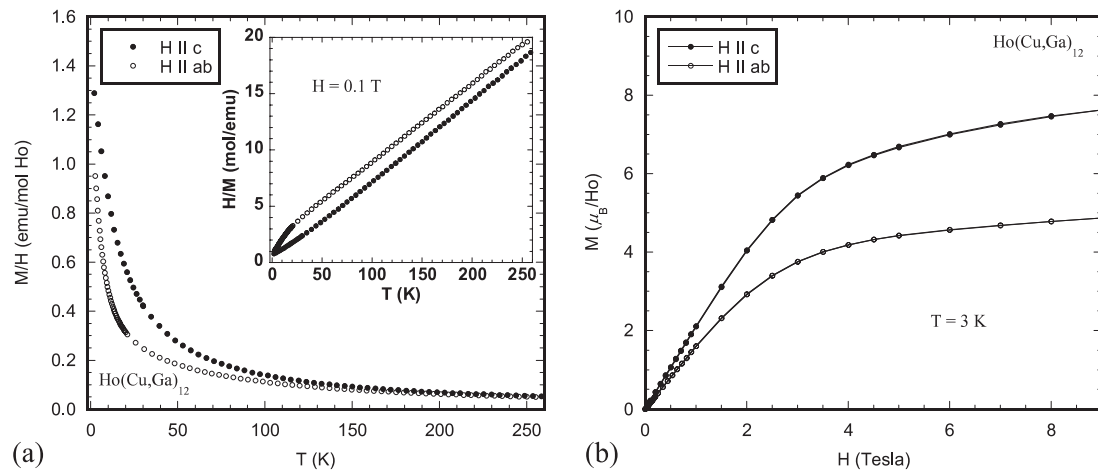 1.6
1.4
1.2
1.0
0.8
0.6
0.4
0.2
0.0
M/H (emu/mol Ho)
H II c
H II ab
Ho(Cu,Ga)12
0
50
100
150
200
250
T (K)
20
15
10
5
0
H/M (mol/emu)
H = 0.1 T
0
50
100
150
200
250
T (K)
(a)
10
8
6
4
2
0
M (μB/Ho)
H II c
H II ab
Ho(Cu,Ga)12
T = 3 K
0
2
4
6
8
H (Tesla)
(b)